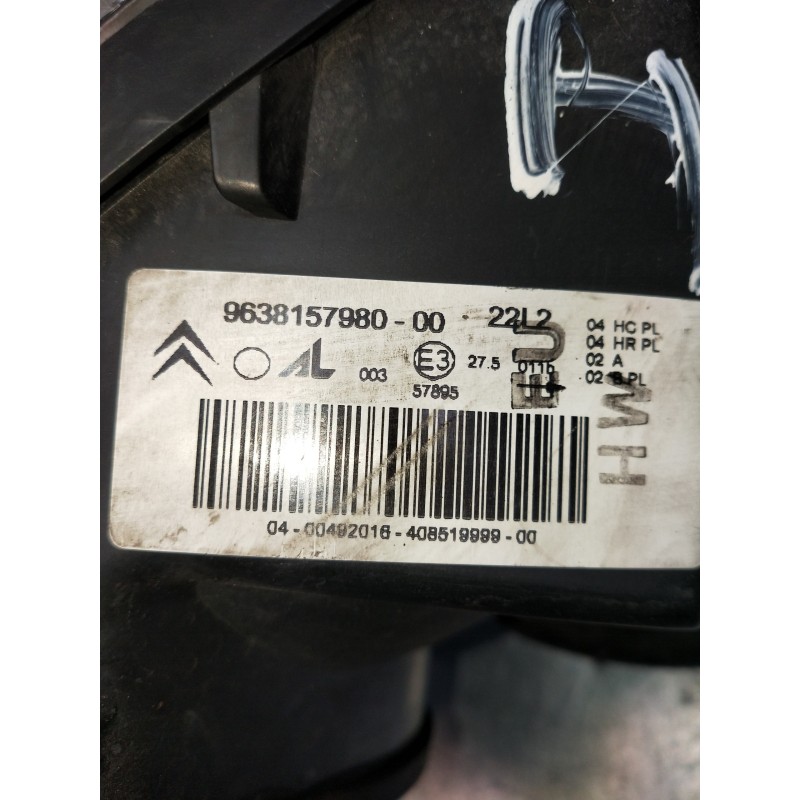 9638157980-00 22L2
04 HC PL
04 HR PL
02 A
AL 003 E3 27.5 011b
57895
EU
HW
04-00492016-408519999-00